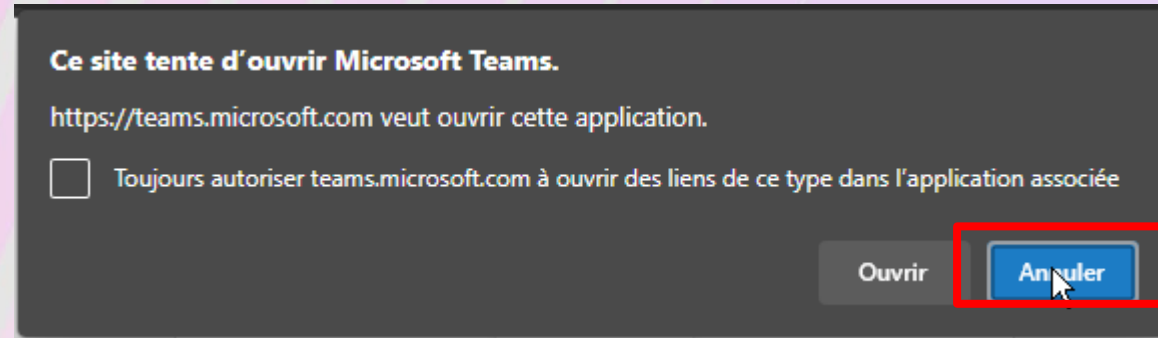 Ce site tente d’ouvrir Microsoft Teams.
https://teams.microsoft.com veut ouvrir cette application.
Toujours autoriser teams.microsoft.com à ouvrir des liens de ce type dans l’application associée
Ouvrir Annuler